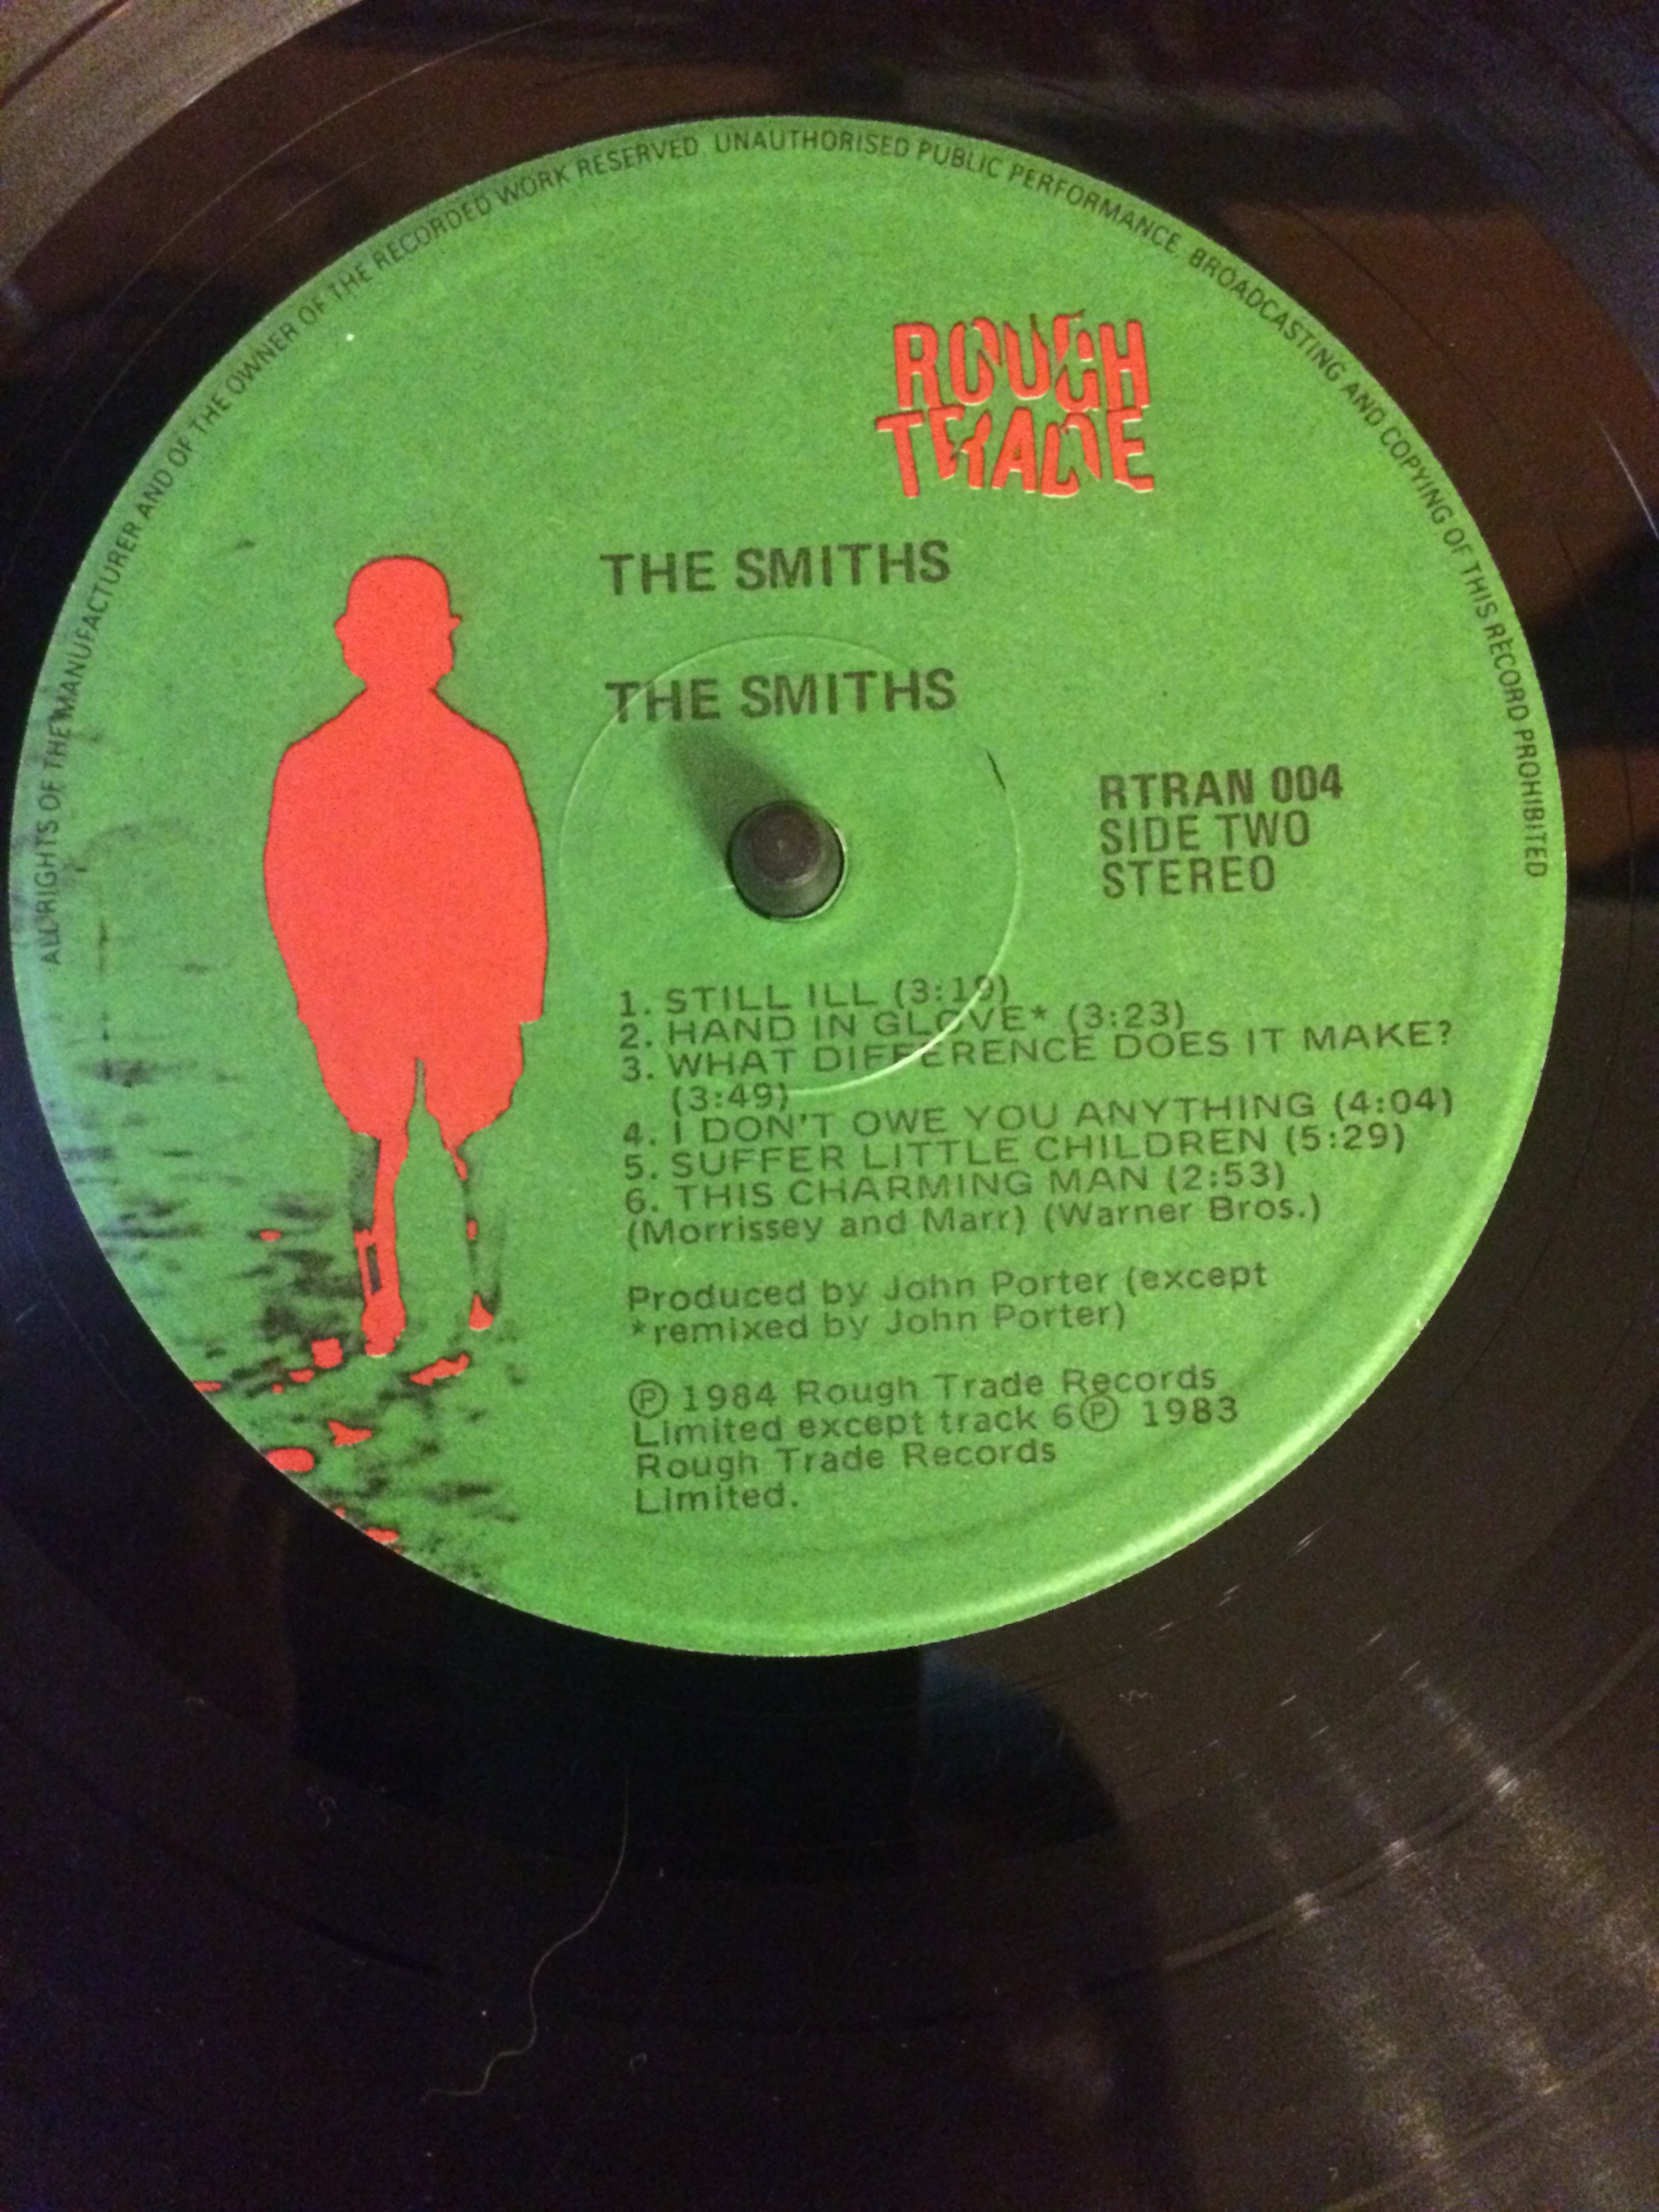 ALL RIGHTS OF THE MANUFACTURER AND OF THE OWNER OF THE RECORDED WORK RESERVED. UNAUTHORISED PUBLIC PERFORMANCE. BROADCASTING AND COPYING OF THIS RECORD PROHIBITED
ROUGH
TRADE
THE SMITHS
THE SMITHS
RTRAN 004
SIDE TWO
STEREO
1. STILL ILL (3:19)
2. HAND IN GLOVE* (3:23)
3. WHAT DIFFERENCE DOES IT MAKE?
(3:49)
4. I DON'T OWE YOU ANYTHING (4:04)
5. SUFFER LITTLE CHILDREN (5:29)
6. THIS CHARMING MAN (2:53)
(Morrissey and Marr) (Warner Bros.)
Produced by John Porter (except
*remixed by John Porter)
℗ 1984 Rough Trade Records
Limited except track 6℗ 1983
Rough Trade Records
Limited.